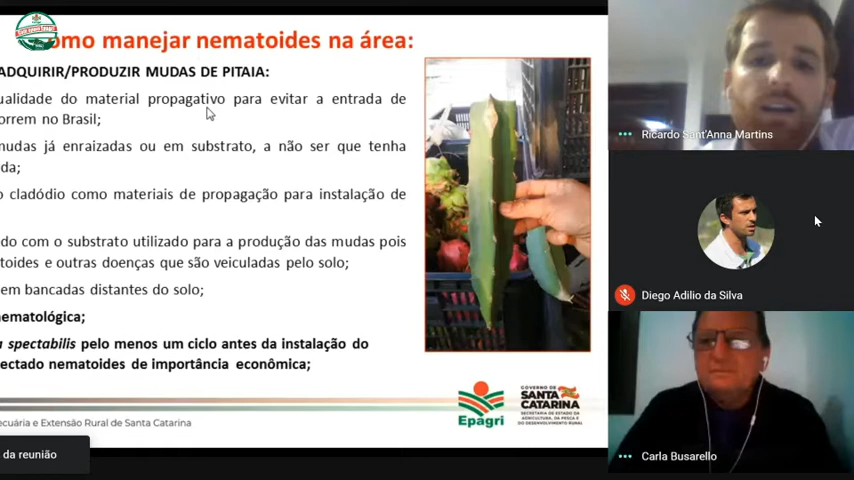 omo manejar nematoides na área:
ADQUIRIR/PRODUZIR MUDAS DE PITAIA:
ualidade do material propagativo para evitar a entrada de
orrem no Brasil;
mudas já enraizadas ou em substrato, a não ser que tenha
da;
o cladódio como materiais de propagação para instalação de
do com o substrato utilizado para a produção das mudas pois
toides e outras doenças que são veiculadas pelo solo;
em bancadas distantes do solo;
nematológica;
a spectabilis pelo menos um ciclo antes da instalação do
ectado nematoides de importância econômica;
Epagri
GOVERNO DE
SANTA
CATARINA
SECRETARIA DE ESTADO DA
AGRICULTURA, DA PESCA E
DO DESENVOLVIMENTO RURAL
ecuária e Extensão Rural de Santa Catarina
da reunião
Ricardo Sant'Anna Martins
Diego Adilio da Silva
Carla Busarello